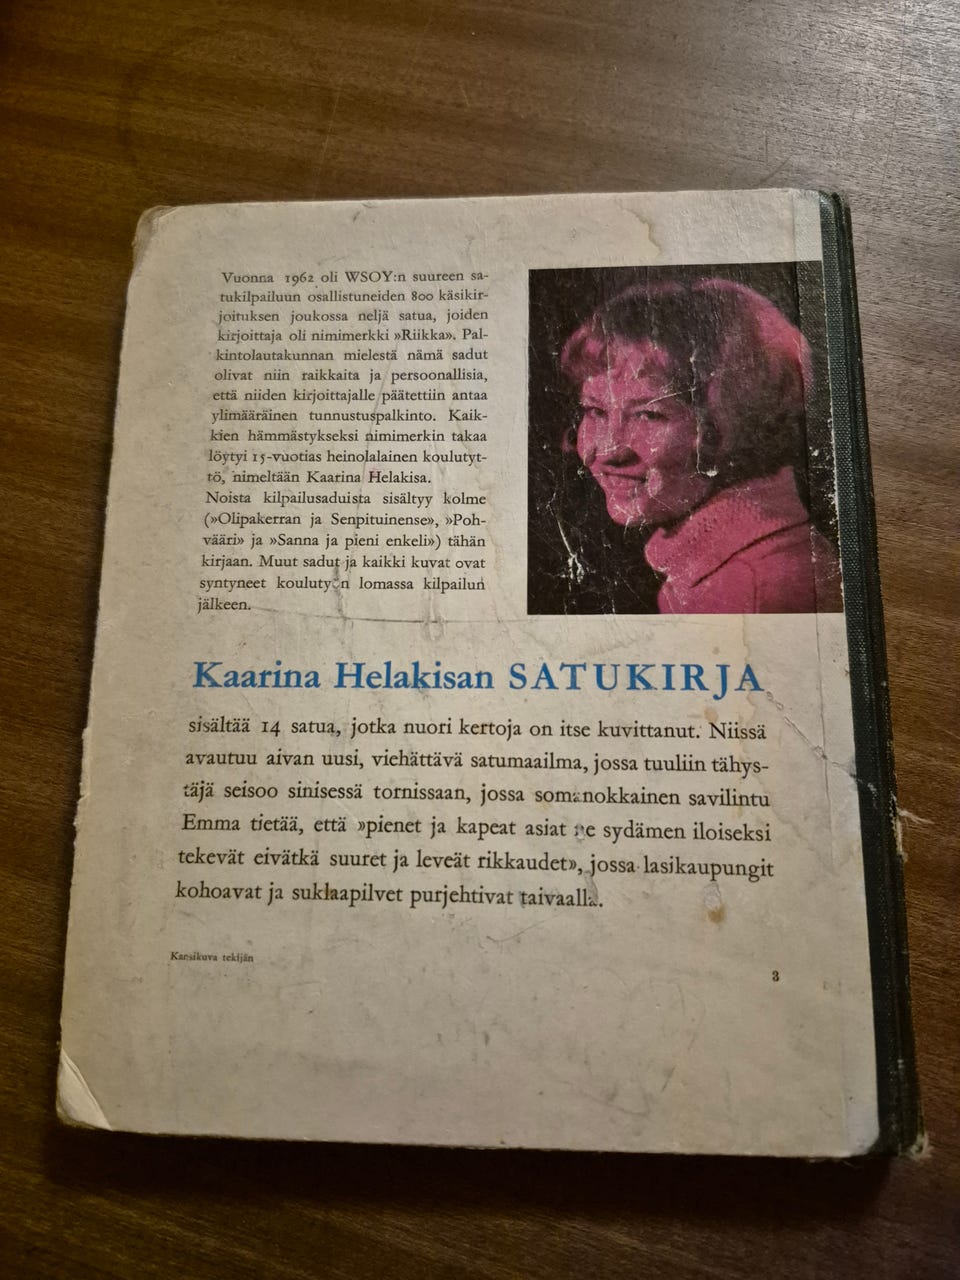 Vuonna 1962 oli WSOY:n suureen sa-
tukilpailuun osallistuneiden 800 käsikir-
joituksen joukossa neljä satua, joiden
kirjoittaja oli nimimerkki »Riikka». Pal-
kintolautakunnan mielestä nämä sadut
olivat niin raikkaita ja persoonallisia,
että niiden kirjoittajalle päätettiin antaa
ylimääräinen tunnustuspalkinto. Kaik-
kien hämmästykseksi nimimerkin takaa
löytyi 15-vuotias heinolalainen koulutyt-
tö, nimeltään Kaarina Helakisa.
Noista kilpailusaduista sisältyy kolme
(»Olipakerran ja Senpituinense», »Poh-
vääri» ja »Sanna ja pieni enkeli») tähän
kirjaan. Muut sadut ja kaikki kuvat ovat
syntyneet koulutyön lomassa kilpailun
jälkeen.
Kaarina Helakisan SATUKIRJA
sisältää 14 satua, jotka nuori kertoja on itse kuvittanut. Niissä
avautuu aivan uusi, viehättävä satumaailma, jossa tuuliin tähys-
täjä seisoo sinisessä tornissaan, jossa somanokkainen savilintu
Emma tietää, että »pienet ja kapeat asiat ne sydämen iloiseksi
tekevät eivätkä suuret ja leveät rikkaudet», jossa lasikaupungit
kohoavat ja suklaapilvet purjehtivat taivaalla.
Kansikuva tekijän
3